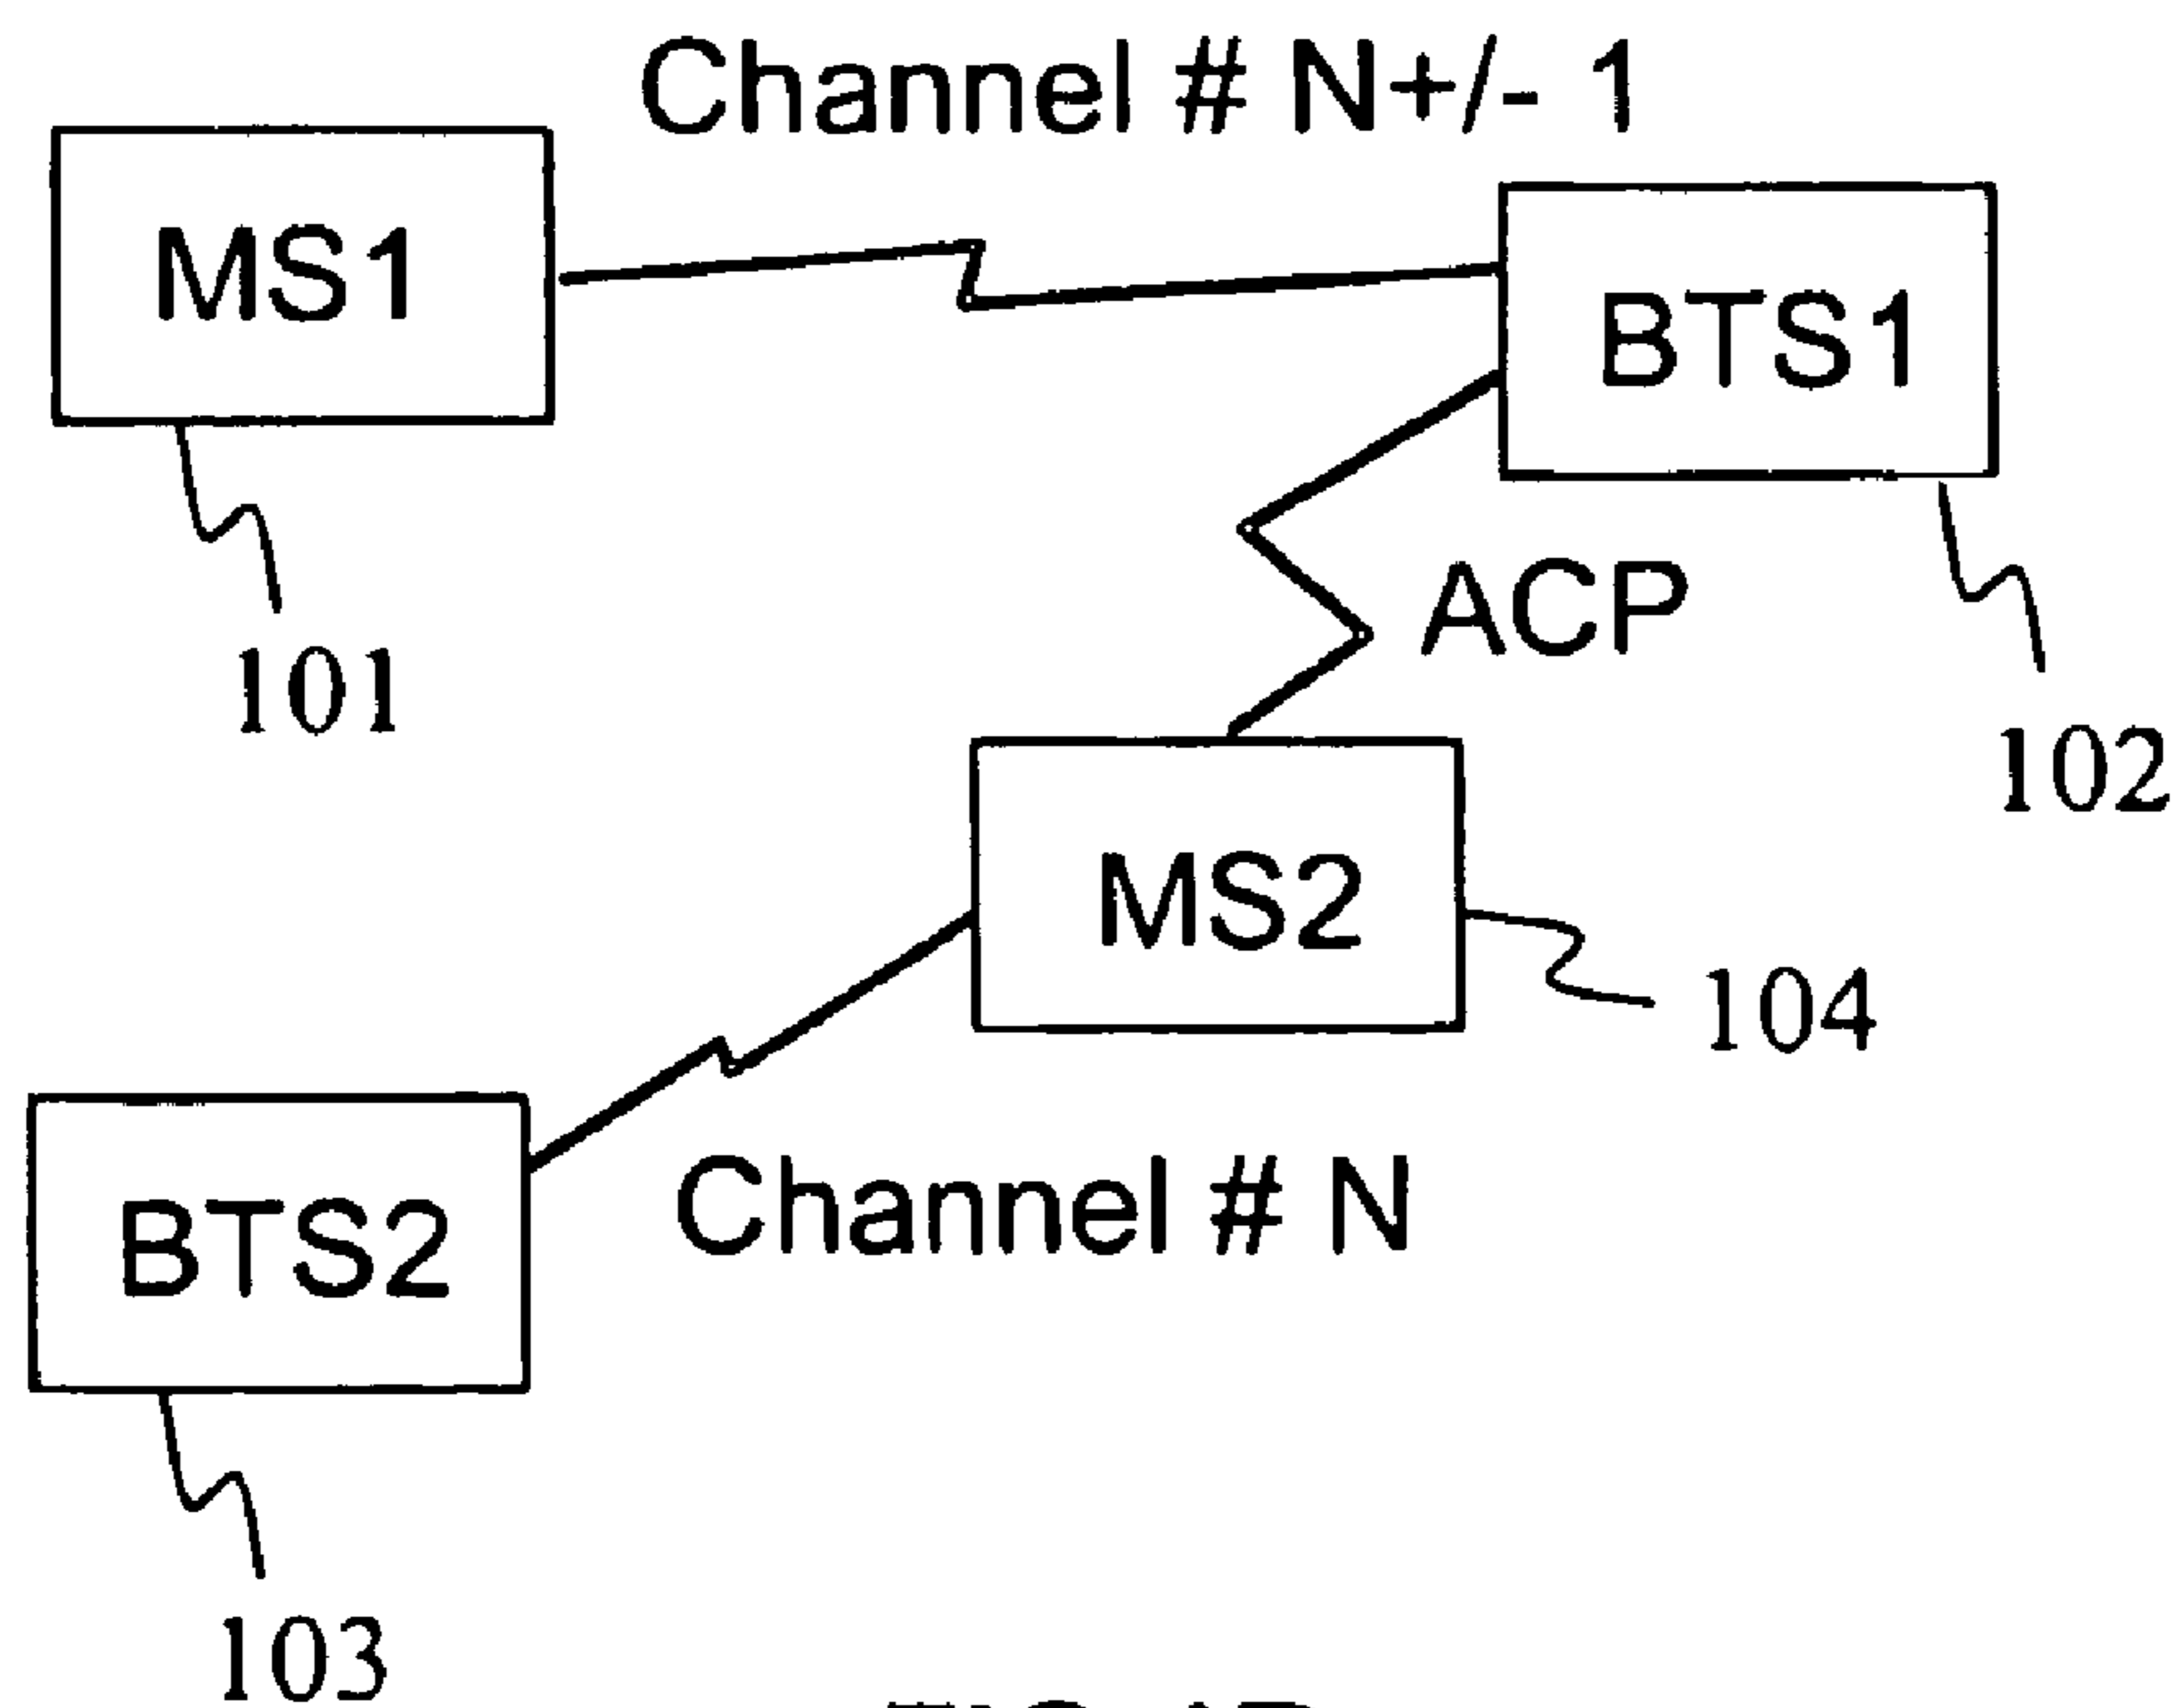 Channel # N+/- 1
MS1
BTS1
ACP
101
102
MS2
104
Channel # N
BTS2
103